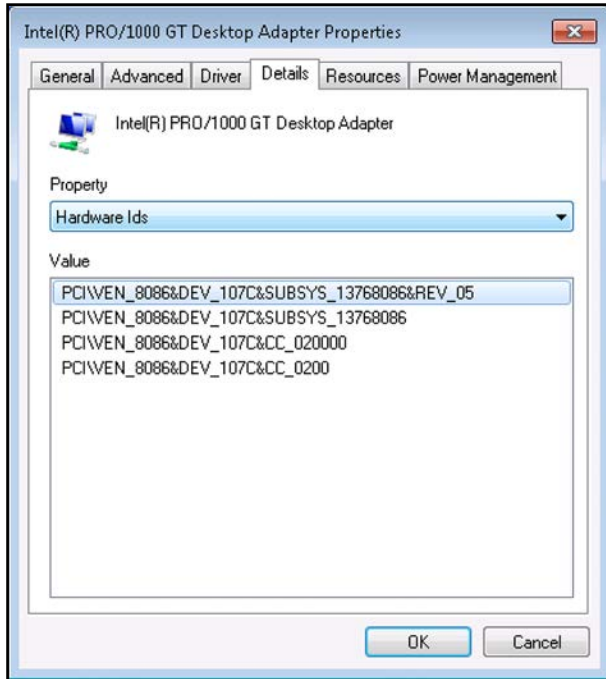 Intel(R) PRO/1000 GT Desktop Adapter Properties
General Advanced Driver Details Resources Power Management
Intel(R) PRO/1000 GT Desktop Adapter
Property
Hardware Ids
Value
PCI\VEN_8086&DEV_107C&SUBSYS_13768086&REV_05
PCI\VEN_8086&DEV_107C&SUBSYS_13768086
PCI\VEN_8086&DEV_107C&CC_020000
PCI\VEN_8086&DEV_107C&CC_0200
OK Cancel